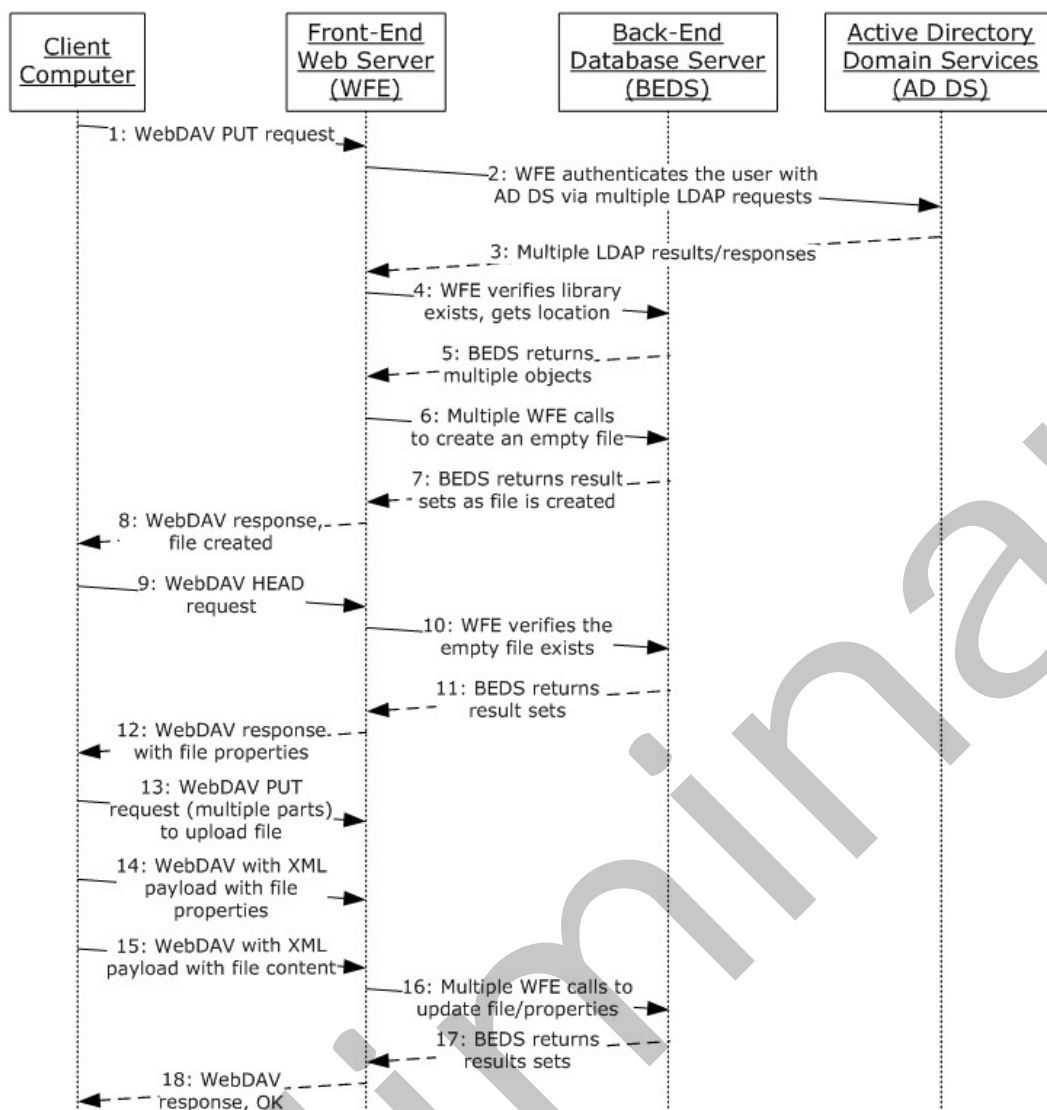 Client
Computer
Front-End
Web Server
(WFE)
Back-End
Database Server
(BEDS)
Active Directory
Domain Services
(AD DS)
1: WebDAV PUT request
2: WFE authenticates the user with
AD DS via multiple LDAP requests
3: Multiple LDAP results/responses
4: WFE verifies library
exists, gets location
5: BEDS returns
multiple objects
6: Multiple WFE calls
to create an empty file
7: BEDS returns result
sets as file is created
8: WebDAV response,
file created
9: WebDAV HEAD
request
10: WFE verifies the
empty file exists
11: BEDS returns
result sets
12: WebDAV response
with file properties
13: WebDAV PUT
request (multiple parts)
to upload file
14: WebDAV with XML
payload with file
properties
15: WebDAV with XML
payload with file content
16: Multiple WFE calls to
update file/properties
17: BEDS returns
results sets
18: WebDAV
response, OK